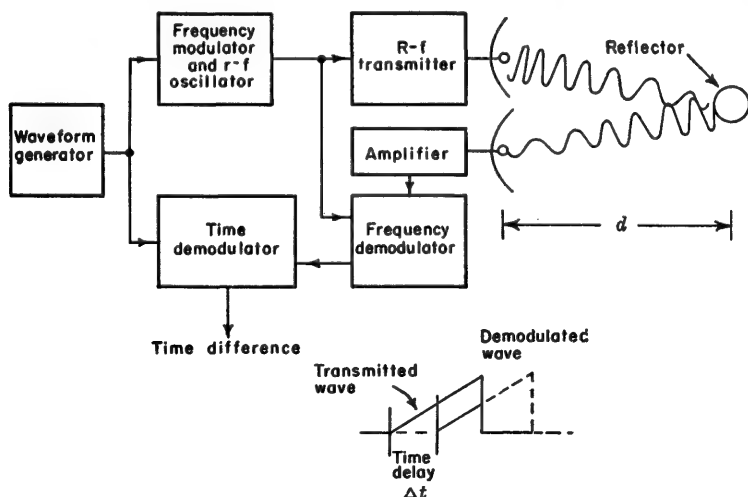 Frequency
modulator
and r-f
oscillator
R-f
transmitter
Reflector
Waveform
generator
Amplifier
Time
demodulator
Frequency
demodulator
d
Time difference
Demodulated
wave
Transmitted
wave
Time
delay
Δt